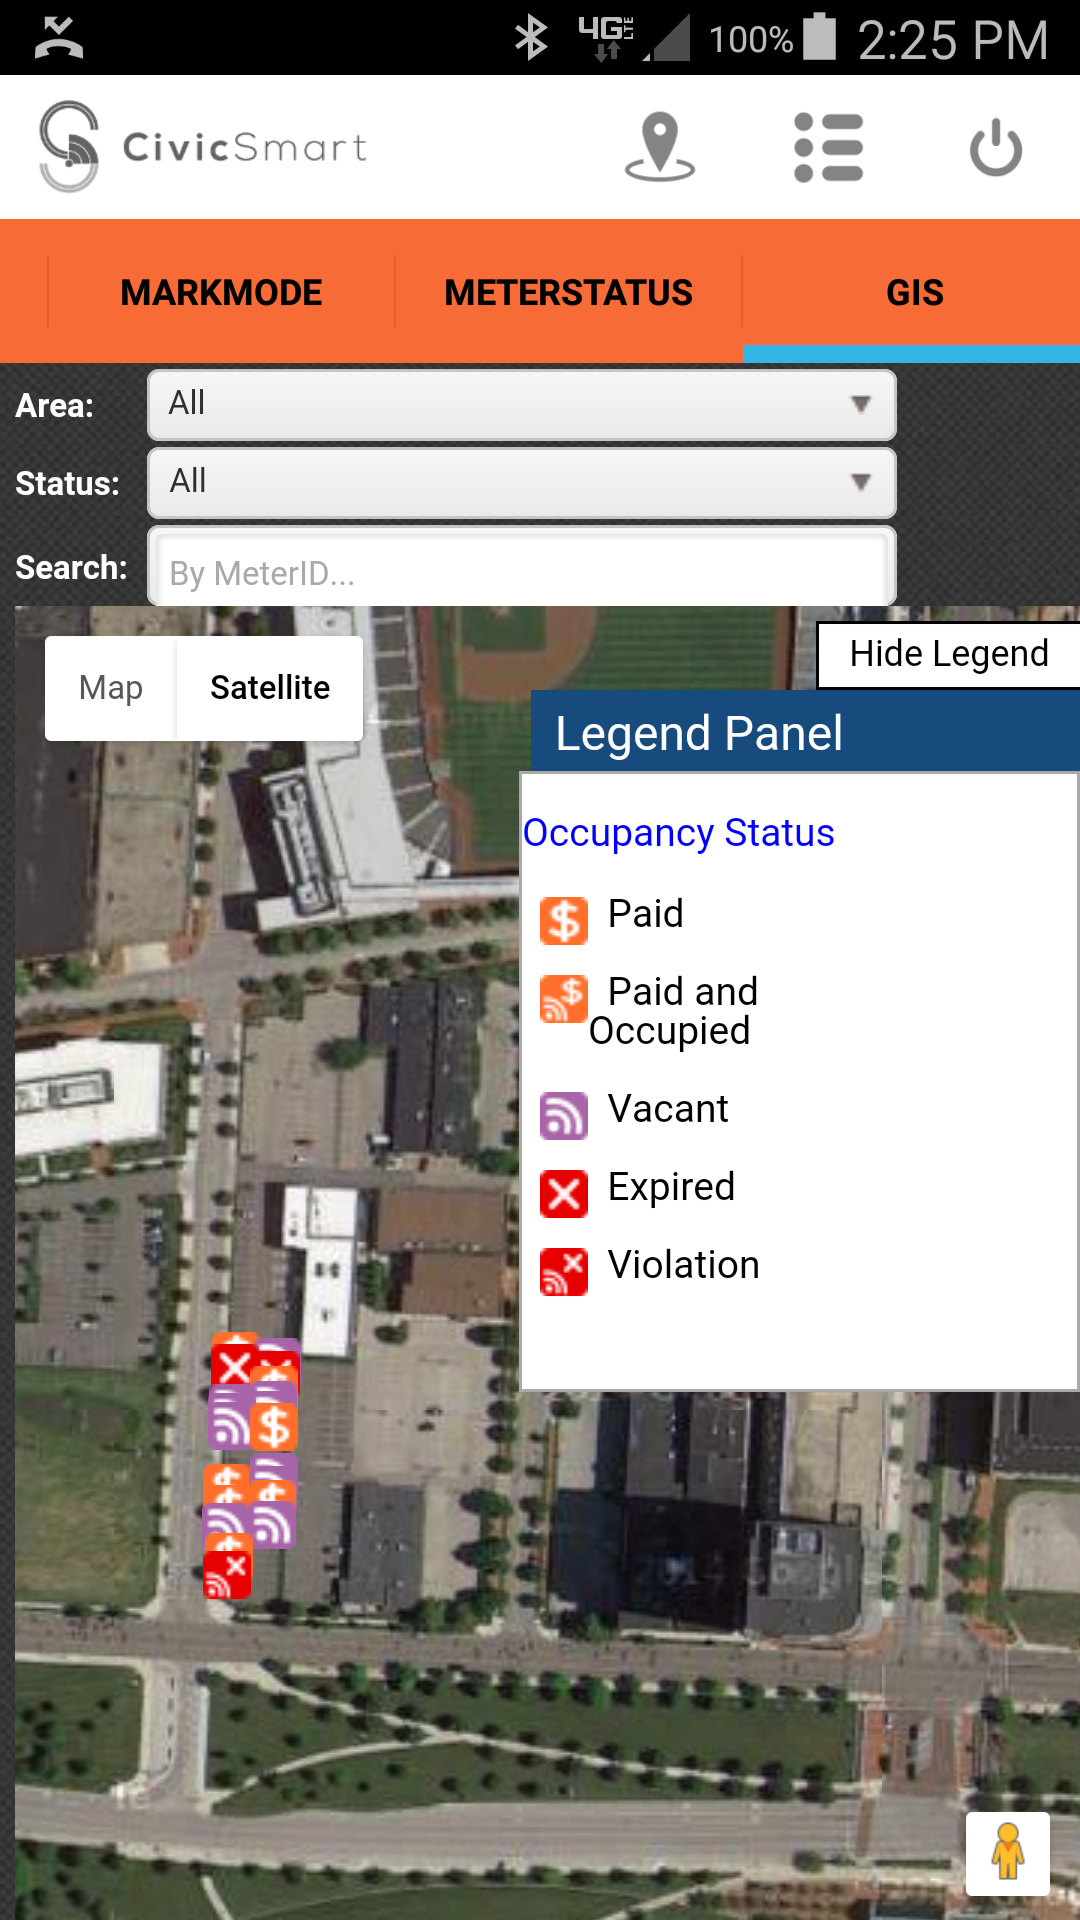 4G LTE 100% 2:25 PM
CivicSmart
MARKMODE METERSTATUS GIS
Area: All
Status: All
Search: By MeterID...
Map Satellite
Hide Legend
Legend Panel
Occupancy Status
Paid
Paid and
Occupied
Vacant
Expired
Violation